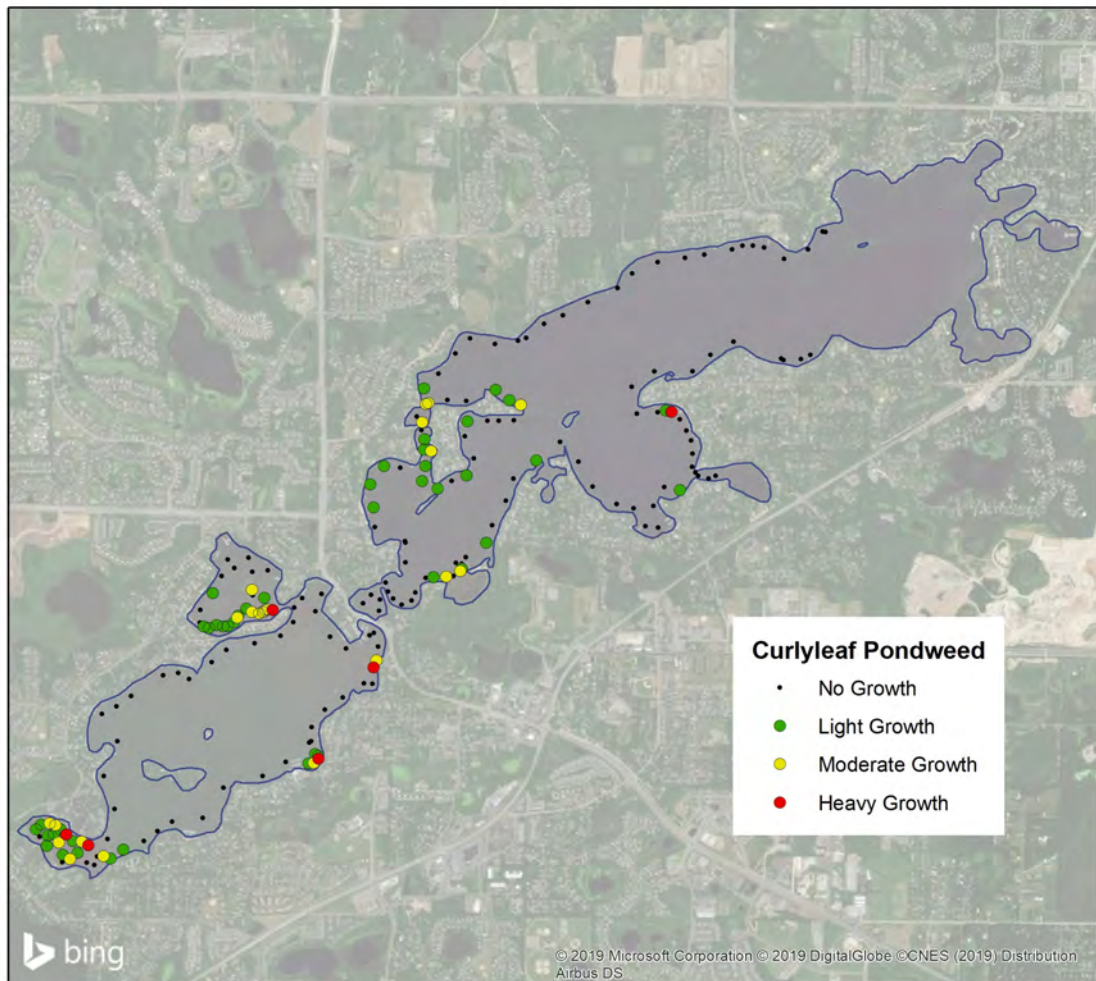 Curlyleaf Pondweed
No Growth
Light Growth
Moderate Growth
Heavy Growth
bing
© 2019 Microsoft Corporation © 2019 DigitalGlobe ©CNES (2019) Distribution
Airbus DS